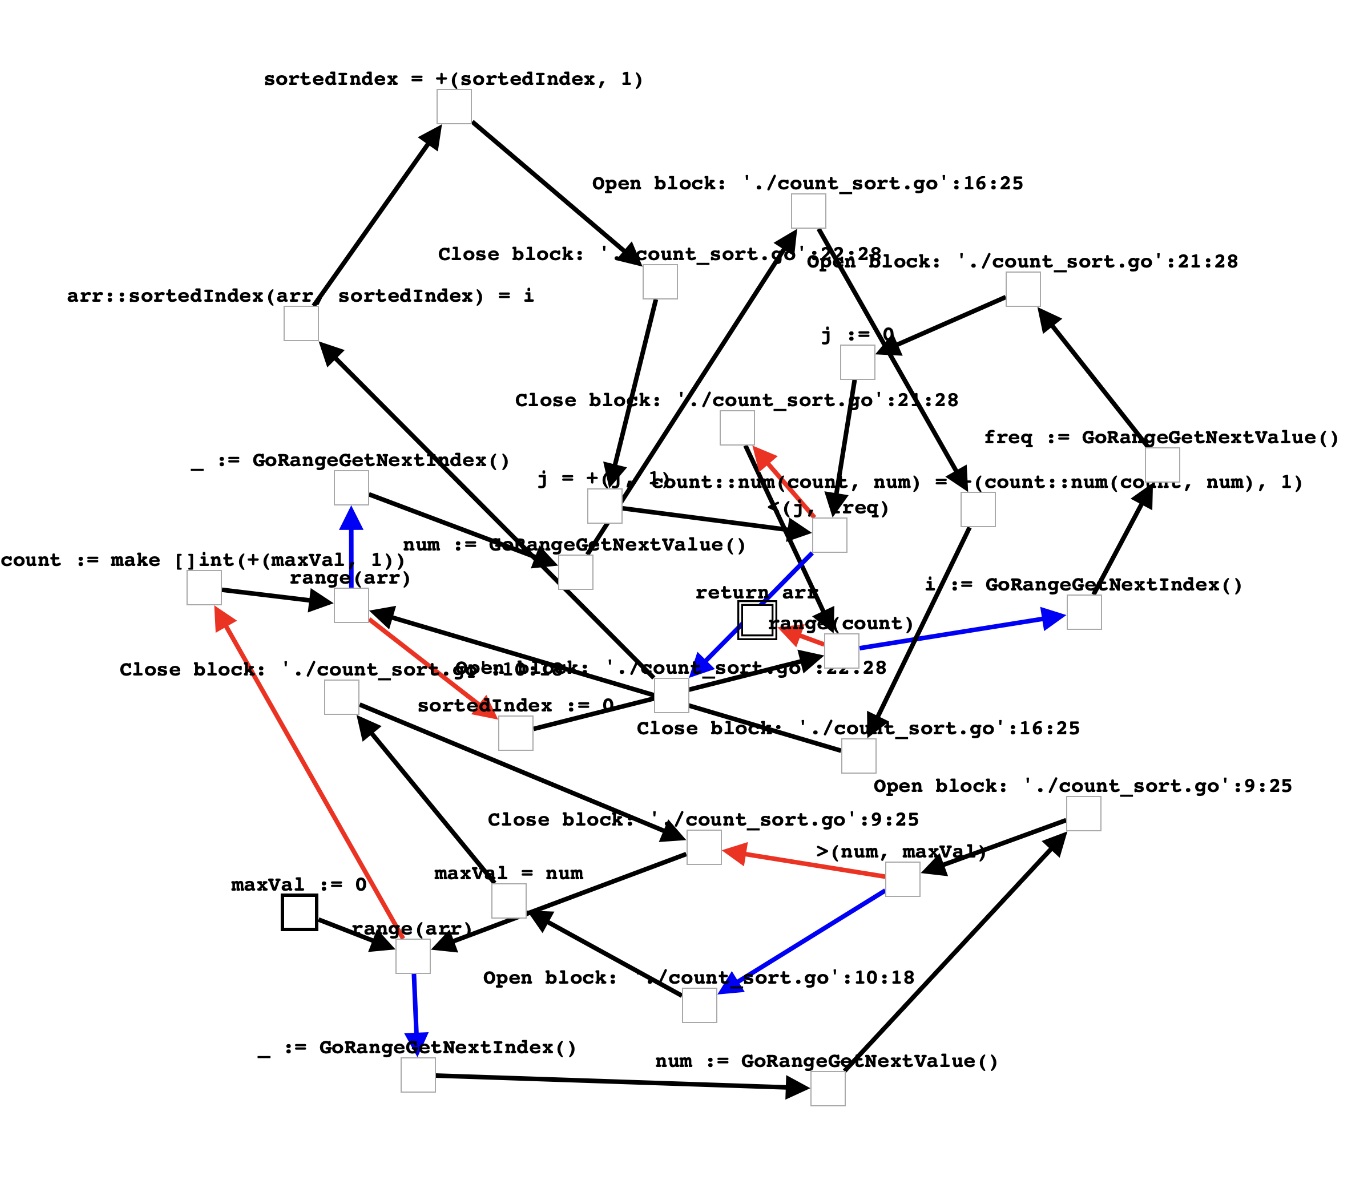 sortedIndex = +(sortedIndex, 1)
Open block: './count_sort.go':16:25
Close block: './count_sort.go':22:28
Open block: './count_sort.go':21:28
arr::sortedIndex(arr, sortedIndex) = i
j := 0
Close block: './count_sort.go':21:28
freq := GoRangeGetNextValue()
_ := GoRangeGetNextIndex()
j = +(j, 1)
count::num(count, num) = +(count::num(count, num), 1)
<(j, freq)
num := GoRangeGetNextValue()
count := make []int(+(maxVal, 1))
range(arr)
i := GoRangeGetNextIndex()
return arr
range(count)
Close block: './count_sort.go':10:18
Open block: './count_sort.go':22:28
sortedIndex := 0
Close block: './count_sort.go':16:25
Open block: './count_sort.go':9:25
Close block: './count_sort.go':9:25
>(num, maxVal)
maxVal = num
maxVal := 0
range(arr)
Open block: './count_sort.go':10:18
_ := GoRangeGetNextIndex()
num := GoRangeGetNextValue()